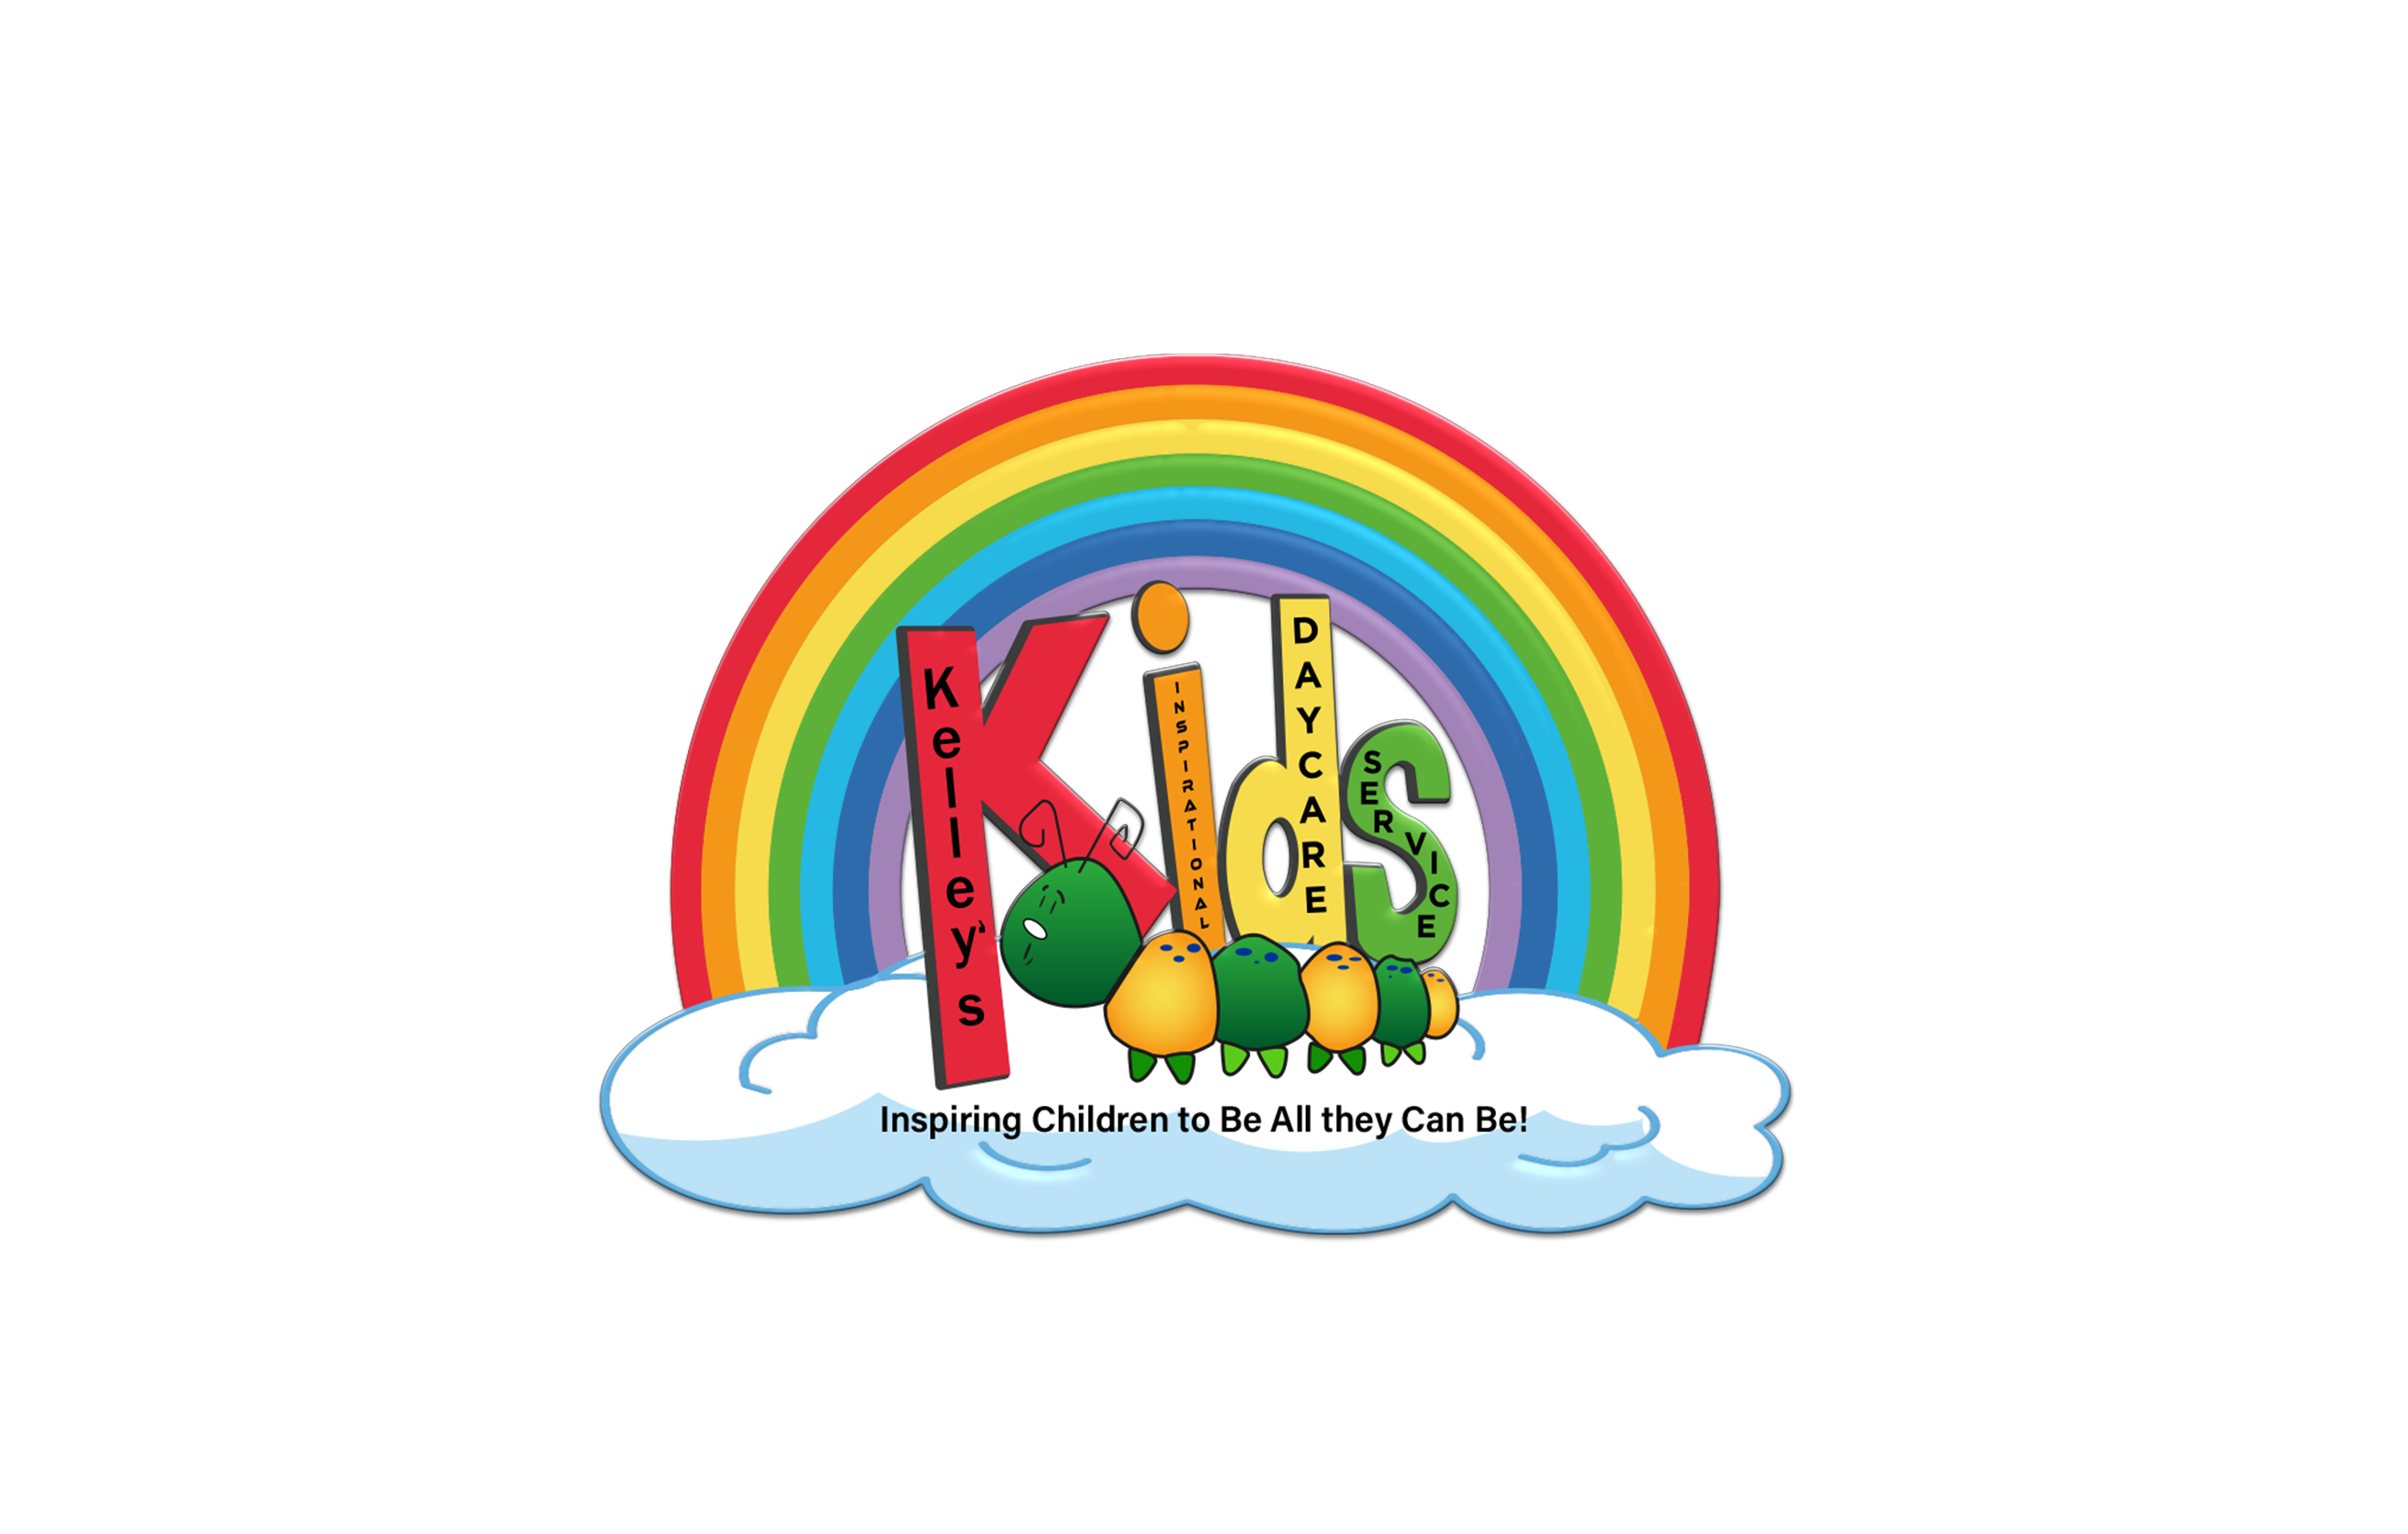 Kids
Kelley's
INSPIRATIONAL
DAYCARE
SERVICE
Inspiring Children to Be All they Can Be!